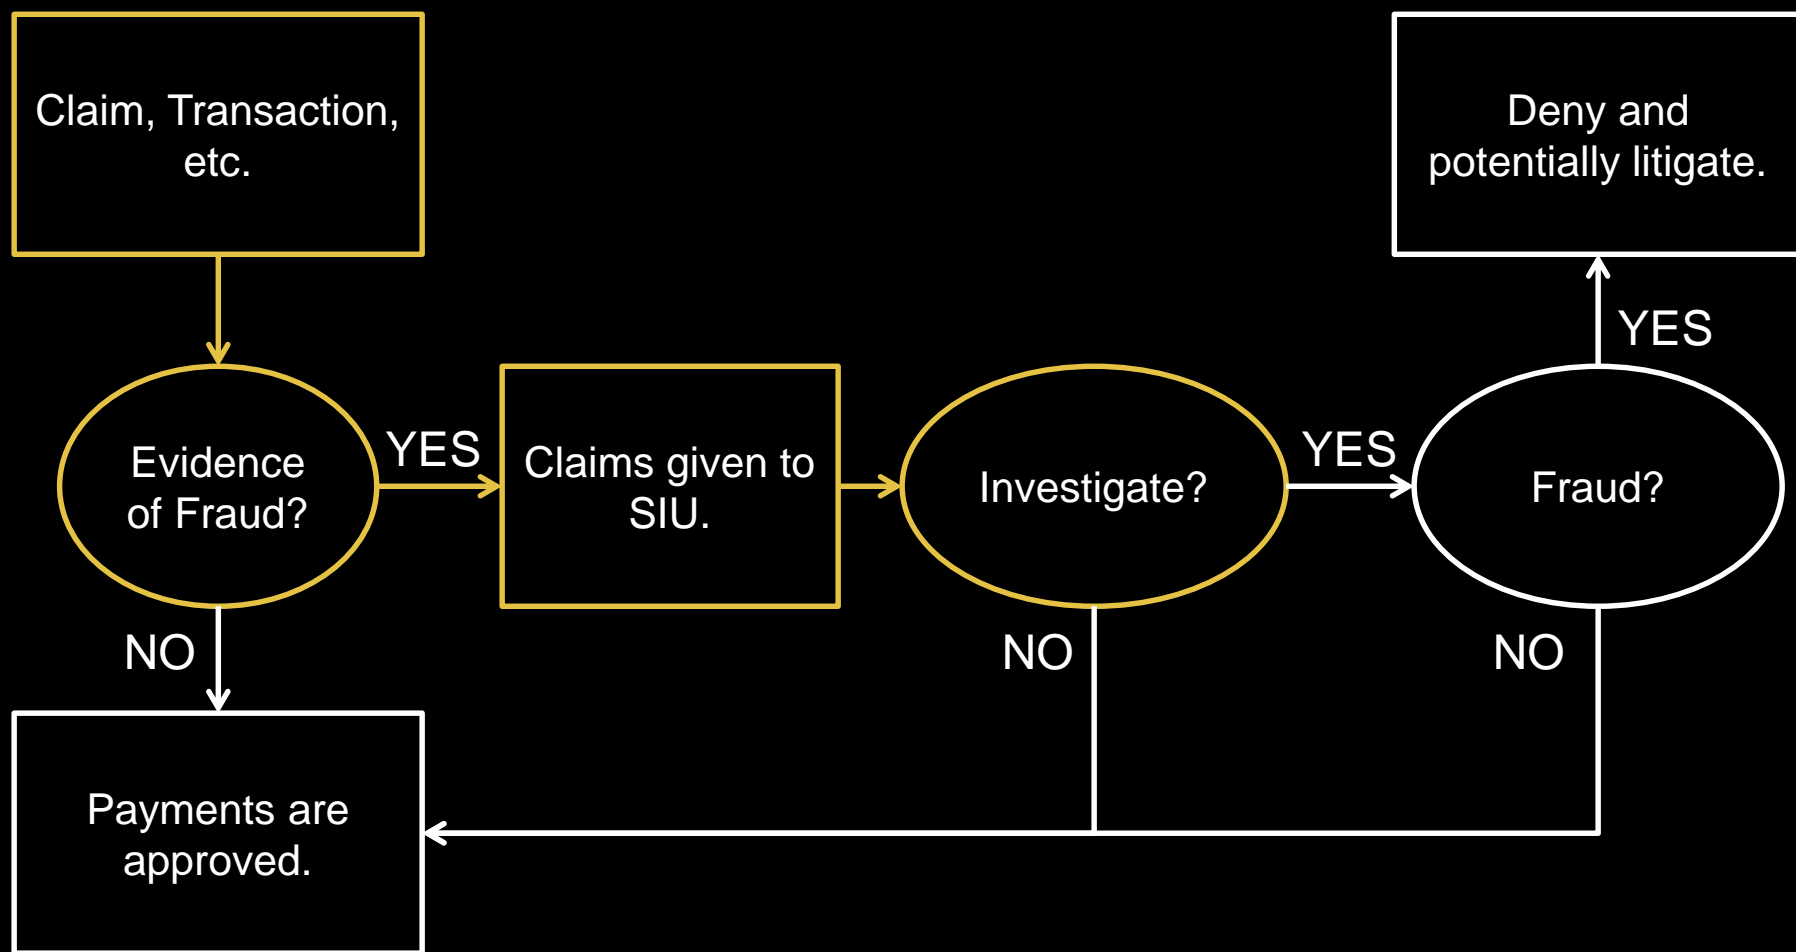 Claim, Transaction,
etc.
Deny and
potentially litigate.
YES
Evidence
of Fraud?
YES
Claims given to
SIU.
Investigate?
YES
Fraud?
NO
NO
NO
Payments are
approved.